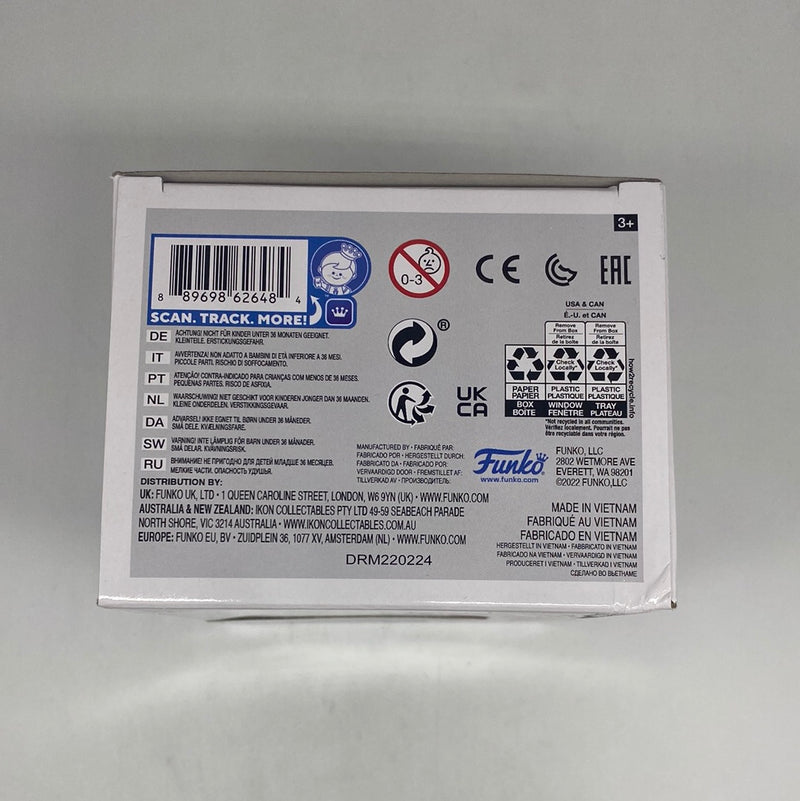 3+
8 89698 62648 4
SCAN. TRACK. MORE!
0-3
CE
EAC
®
UK
CA
USA & CAN
É.-U. et CAN
Remove From Box
Retirez de la boîte
Remove From Box
Retirez de la boîte
Check Locally*
Check Locally*
PAPER
PAPIER
PLASTIC
PLASTIQUE
PLASTIC
PLASTIQUE
BOX
BOÎTE
WINDOW
FENÊTRE
TRAY
PLATEAU
how2recycle.info
*Not recycled in all communities.
Vérifiez localement. Pourrait ne pas
être recyclable dans votre région.
DE ACHTUNG! NICHT FÜR KINDER UNTER 36 MONATEN GEEIGNET.
KLEINTEILE. ERSTICKUNGSGEFAHR.
IT AVVERTENZA! NON ADATTO A BAMBINI DI ETÀ INFERIORE A 36 MESI.
PICCOLE PARTI. RISCHIO DI SOFFOCAMENTO.
PT ATENÇÃO! CONTRA-INDICADO PARA CRIANÇAS COM MENOS DE 36 MESES.
PEQUENAS PARTES. RISCO DE ASFIXIA.
NL WAARSCHUWING! NIET GESCHIKT VOOR KINDEREN JONGER DAN 36 MAANDEN.
KLEINE ONDERDELEN. VERSTIKKINGSGEVAAR.
DA ADVARSEL! IKKE EGNET TIL BØRN UNDER 36 MÅNEDER.
SMÅ DELE. KVÆLNINGSFARE.
SW VARNING! INTE LÄMPLIG FÖR BARN UNDER 36 MÅNADER.
SMÅ DELAR. KVÄVNINGSRISK.
RU ВНИМАНИЕ! НЕ ПРИГОДНО ДЛЯ ДЕТЕЙ МЛАДШЕ 36 МЕСЯЦЕВ.
МЕЛКИЕ ЧАСТИ. ОПАСНОСТЬ УДУШЬЯ.
MANUFACTURED BY • FABRIQUÉ PAR:
FABRICADO POR • HERGESTELLT DURCH:
FABBRICATO DA • FABRICADO POR:
VERVAARDIGD DOOR • FREMSTILLET AF:
TILLVERKAD AV • ПРОИЗВОДИТЕЛЬ:
Funko
www.funko.com
FUNKO, LLC
2802 WETMORE AVE
EVERETT, WA 98201
©2022 FUNKO,LLC
DISTRIBUTION BY:
UK: FUNKO UK, LTD • 1 QUEEN CAROLINE STREET, LONDON, W6 9YN (UK) • WWW.FUNKO.COM
AUSTRALIA & NEW ZEALAND: IKON COLLECTABLES PTY LTD 49-59 SEABEACH PARADE
NORTH SHORE, VIC 3214 AUSTRALIA • WWW.IKONCOLLECTABLES.COM.AU
EUROPE: FUNKO EU, BV • ZUIDPLEIN 36, 1077 XV, AMSTERDAM (NL) • WWW.FUNKO.COM
DRM220224
MADE IN VIETNAM
FABRIQUÉ AU VIETNAM
FABRICADO EN VIETNAM
HERGESTELLT IN VIETNAM • FABBRICATO IN VIETNAM
FABRICADO NA VIETNAM • VERVAARDIGD IN VIETNAM
PRODUCERET I VIETNAM • TILLVERKAD I VIETNAM
СДЕЛАНО ВО ВЬЕТНАМЕ